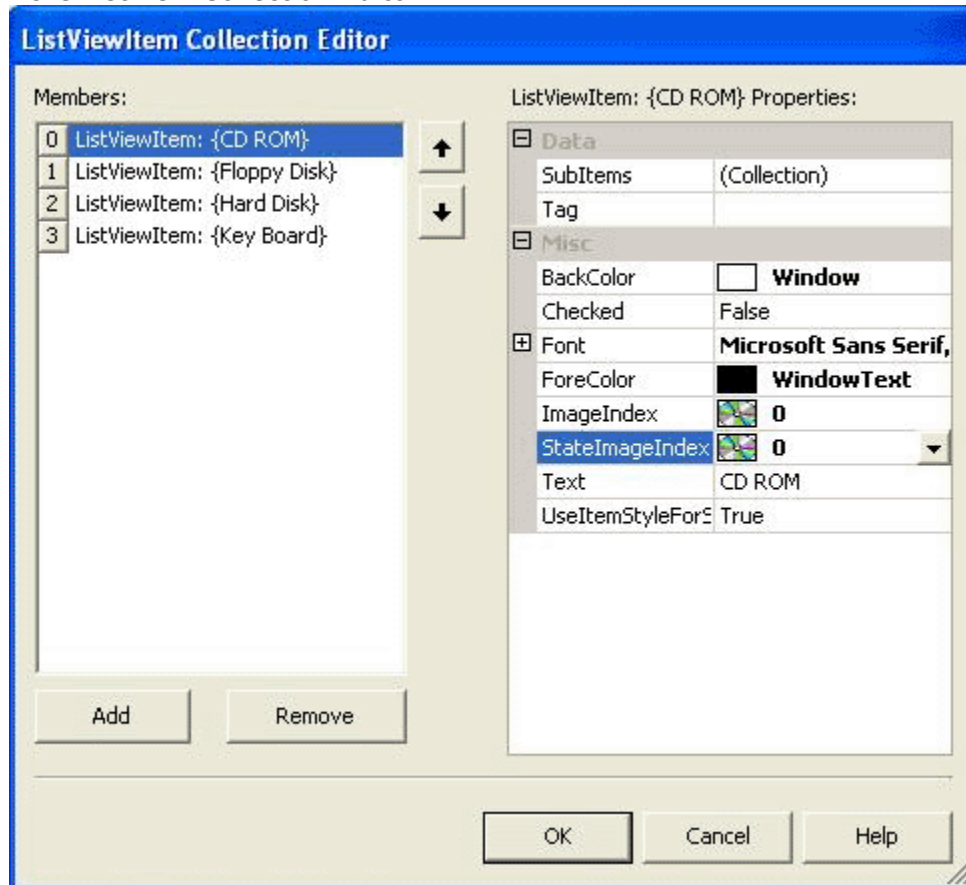 ListViewItem Collection Editor
Members:
0 ListViewItem: {CD ROM}
1 ListViewItem: {Floppy Disk}
2 ListViewItem: {Hard Disk}
3 ListViewItem: {Key Board}
Add
Remove
ListViewItem: {CD ROM} Properties:
Data
SubItems (Collection)
Tag
Misc
BackColor Window
Checked False
Font Microsoft Sans Serif,
ForeColor WindowText
ImageIndex 0
StateImageIndex 0
Text CD ROM
UseItemStyleForS True
OK
Cancel
Help